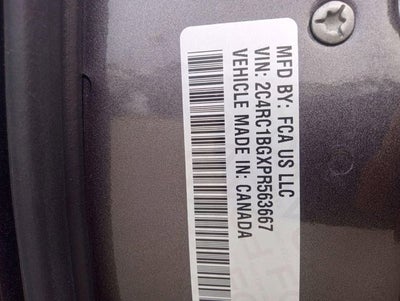 MFD BY: FCA US LLC
VIN: 2C4RC1BGXPR563667
VEHICLE MADE IN: CANADA